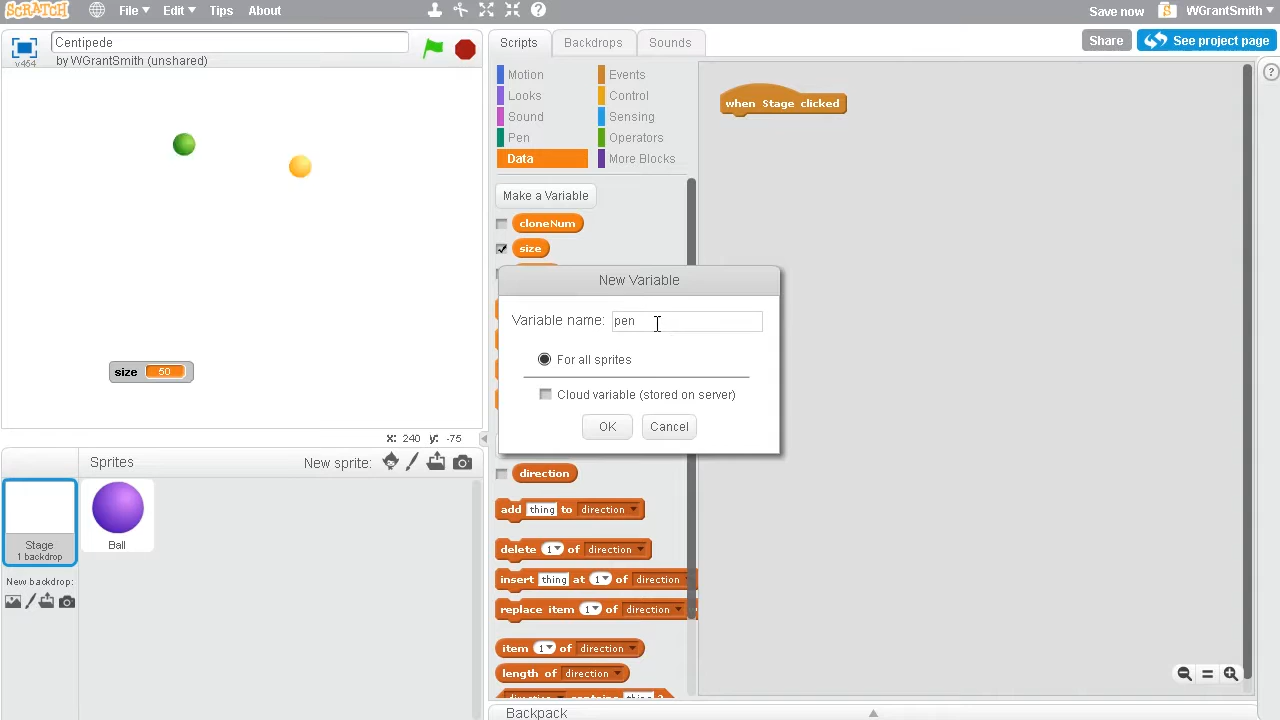 SCRATCH File Edit Tips About Save now WGrantSmith
Centipede
v464 by WGrantSmith (unshared)
Scripts Backdrops Sounds Share See project page
Motion Events
Looks Control
Sound Sensing
Pen Operators
Data More Blocks
when Stage clicked
Make a Variable
cloneNum
size
New Variable
Variable name: pen
For all sprites
Cloud variable (stored on server)
OK Cancel
size 50
x: 240 y: -75
Sprites New sprite:
Stage
1 backdrop
Ball
New backdrop:
direction
add thing to direction
delete 1 of direction
insert thing at 1 of direction
replace item 1 of direction
item 1 of direction
length of direction
Backpack